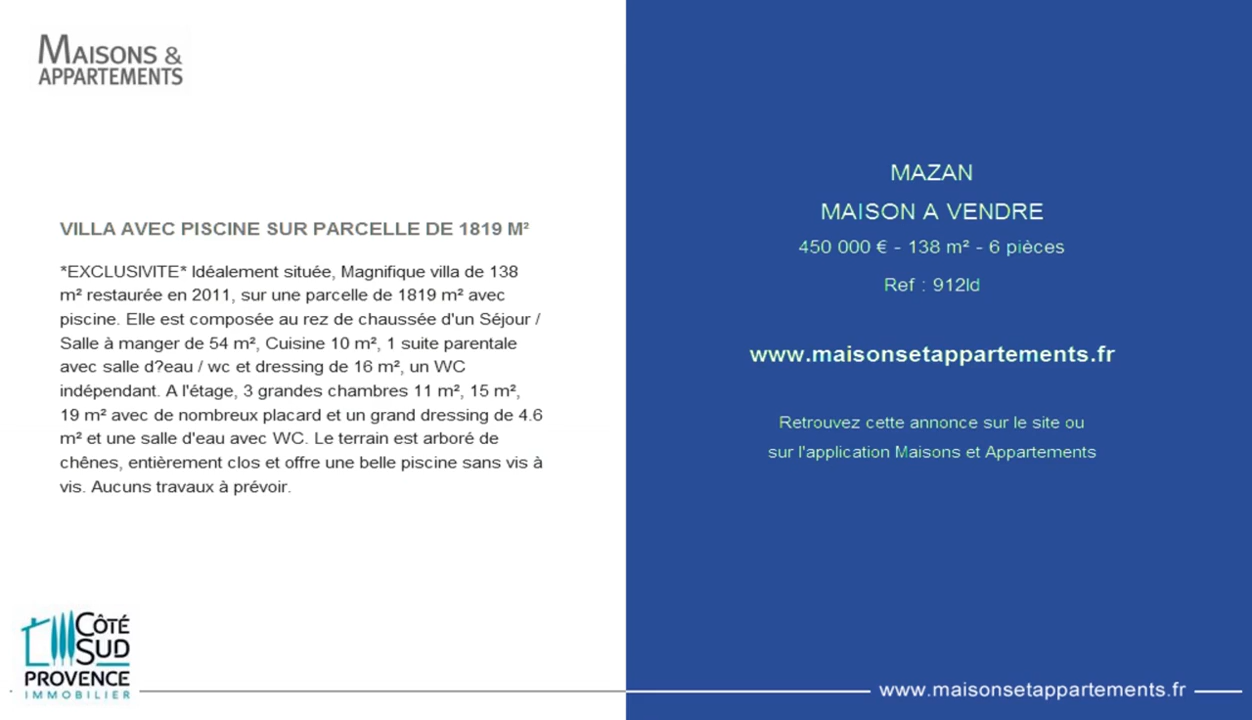 MAISONS &
APPARTEMENTS
VILLA AVEC PISCINE SUR PARCELLE DE 1819 M²
*EXCLUSIVITE* Idéalement située, Magnifique villa de 138
m² restaurée en 2011, sur une parcelle de 1819 m² avec
piscine. Elle est composée au rez de chaussée d'un Séjour /
Salle à manger de 54 m², Cuisine 10 m², 1 suite parentale
avec salle d?eau / wc et dressing de 16 m², un WC
indépendant. A l'étage, 3 grandes chambres 11 m², 15 m²,
19 m² avec de nombreux placard et un grand dressing de 4.6
m² et une salle d'eau avec WC. Le terrain est arboré de
chênes, entièrement clos et offre une belle piscine sans vis à
vis. Aucuns travaux à prévoir.
CÔTÉ
SUD
PROVENCE
IMMOBILIER
MAZAN
MAISON A VENDRE
450 000 € - 138 m² - 6 pièces
Ref : 912ld
www.maisonsetappartements.fr
Retrouvez cette annonce sur le site ou
sur l'application Maisons et Appartements
www.maisonsetappartements.fr